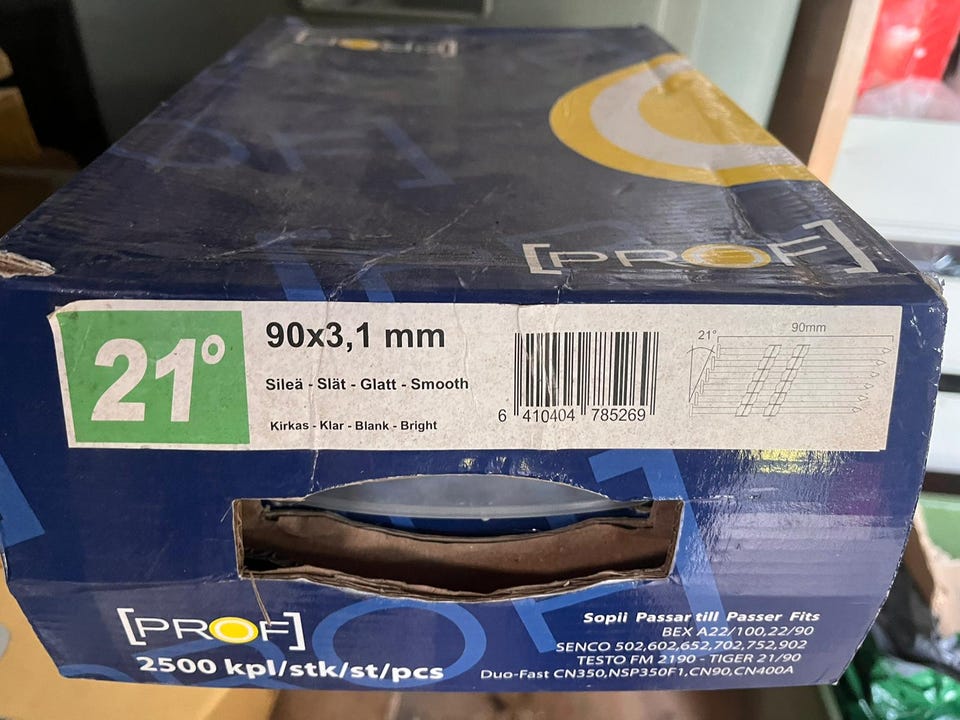 [PROF]
[PROF]
21°
90x3,1 mm
Sileä - Slät - Glatt - Smooth
Kirkas - Klar - Blank - Bright
6 410404 785269
21°
90mm
[PROF]
2500 kpl/stk/st/pcs
Sopii Passar till Passer Fits
BEX A22/100,22/90
SENCO 502,602,652,702,752,902
TESTO FM 2190 - TIGER 21/90
Duo-Fast CN350,NSP350F1,CN90,CN400A